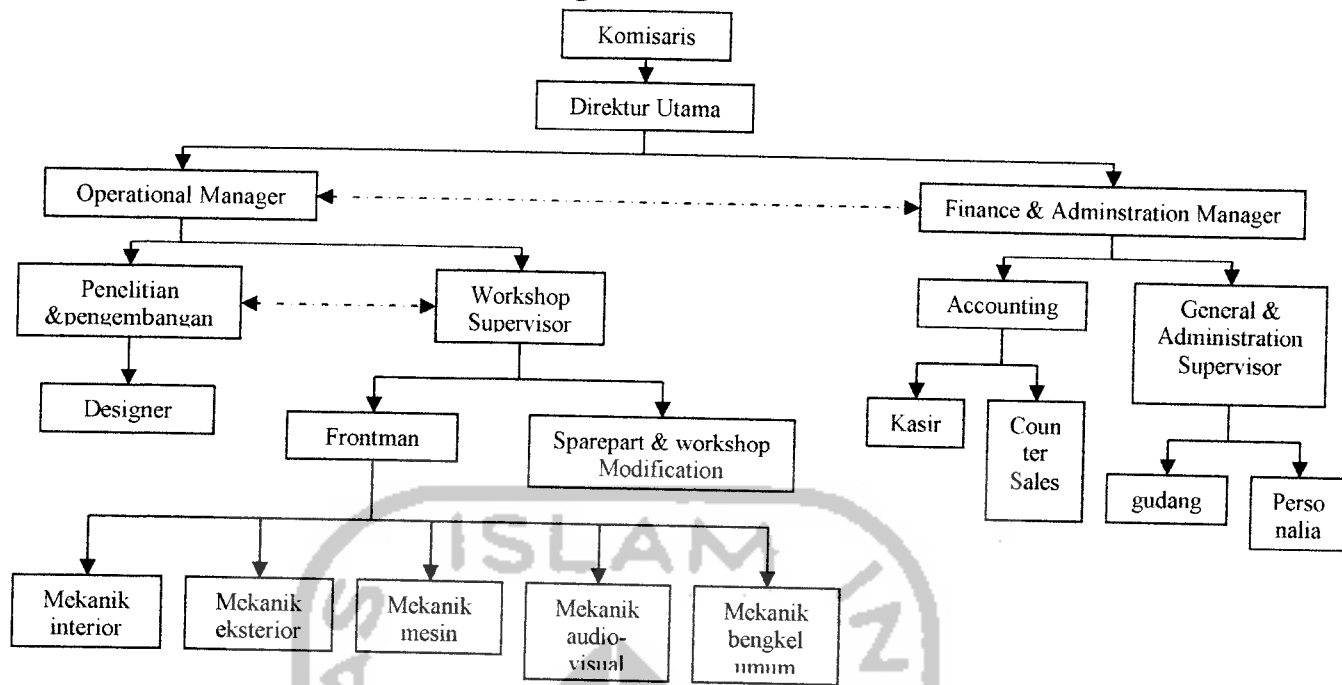 Komisaris
Direktur Utama
Operational Manager
Finance & Adminstration Manager
Penelitian
&pengembangan
Workshop
Supervisor
Accounting
General &
Administration
Supervisor
Designer
Frontman
Sparepart & workshop
Modification
Kasir
Coun
ter
Sales
gudang
Perso
nalia
ISLAM
Mekanik
interior
Mekanik
eksterior
Mekanik
mesin
Mekanik
audio-
visual
Mekanik
bengkel
umum